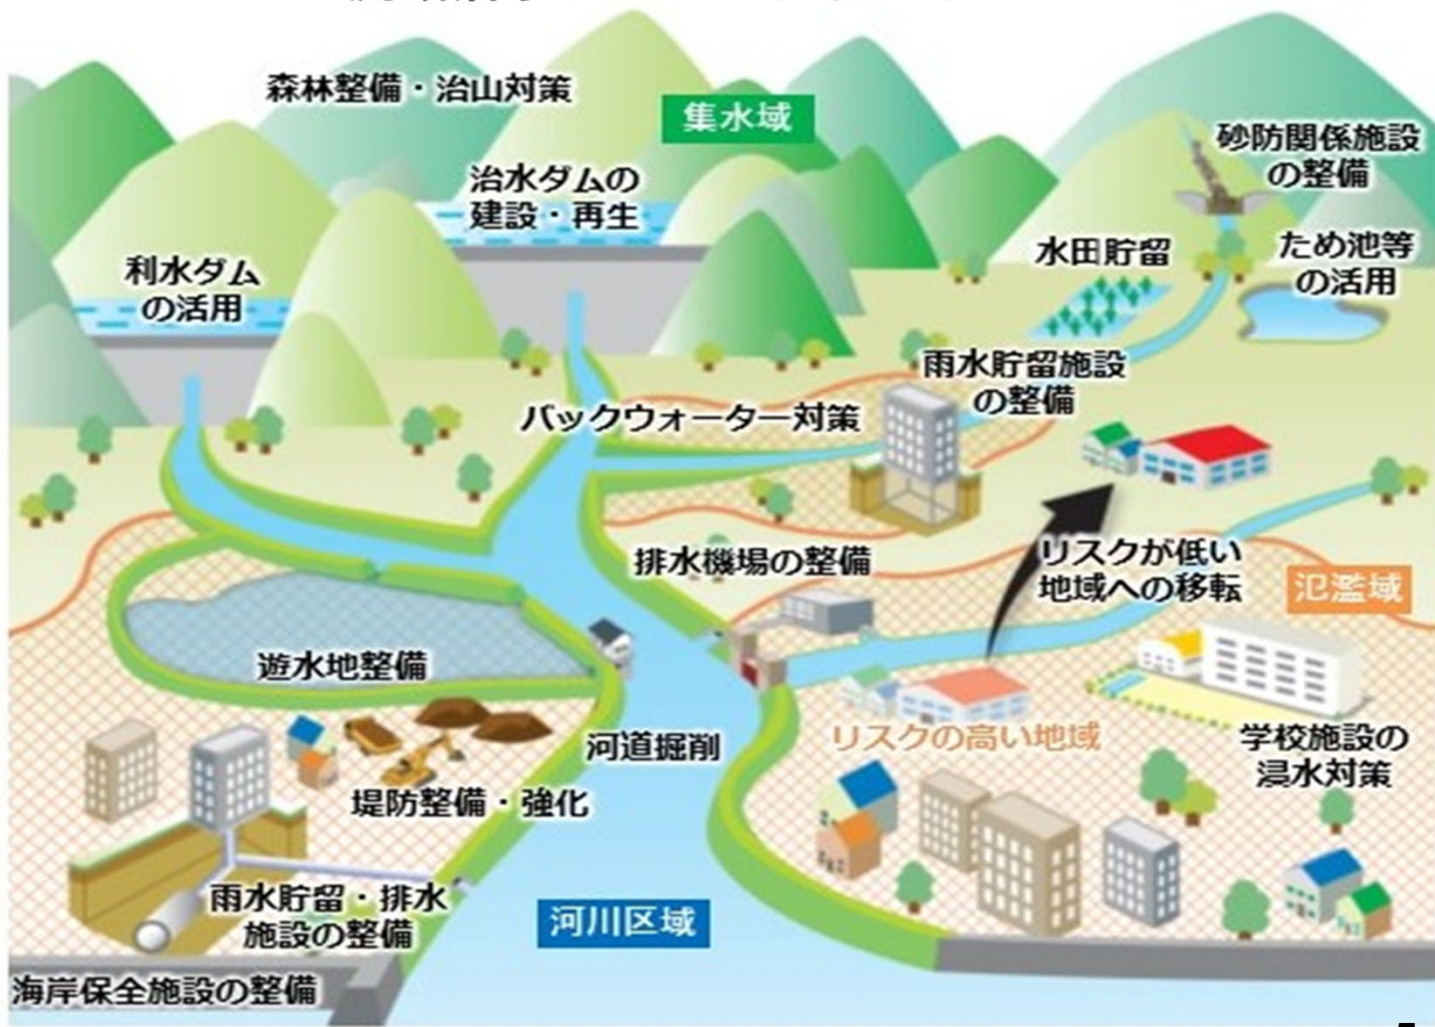 森林整備・治山対策
集水域
砂防関係施設
の整備
治水ダムの
建設・再生
水田貯留
ため池等
の活用
利水ダム
の活用
雨水貯留施設
の整備
バックウォーター対策
排水機場の整備
リスクが低い
地域への移転
氾濫域
遊水地整備
河道掘削
リスクの高い地域
学校施設の
浸水対策
堤防整備・強化
雨水貯留・排水
施設の整備
河川区域
海岸保全施設の整備